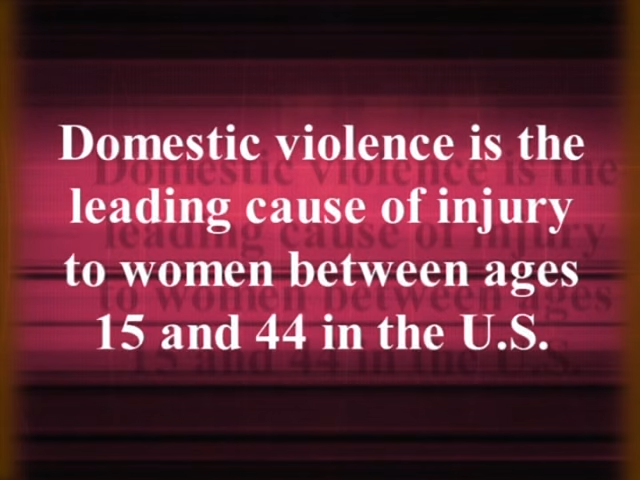 Domestic violence is the
leading cause of injury
to women between ages
15 and 44 in the U.S.